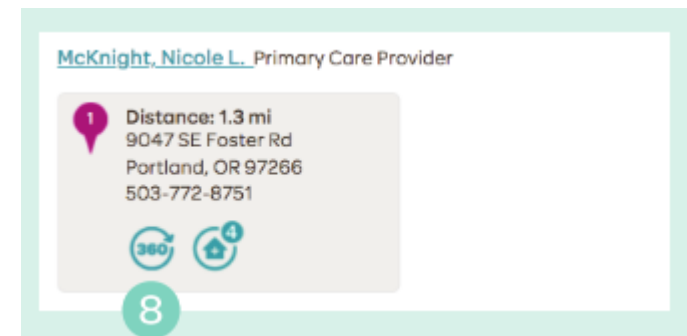 McKnight, Nicole L. Primary Care Provider
1
Distance: 1.3 mi
9047 SE Foster Rd
Portland, OR 97266
503-772-8751
360 4
8